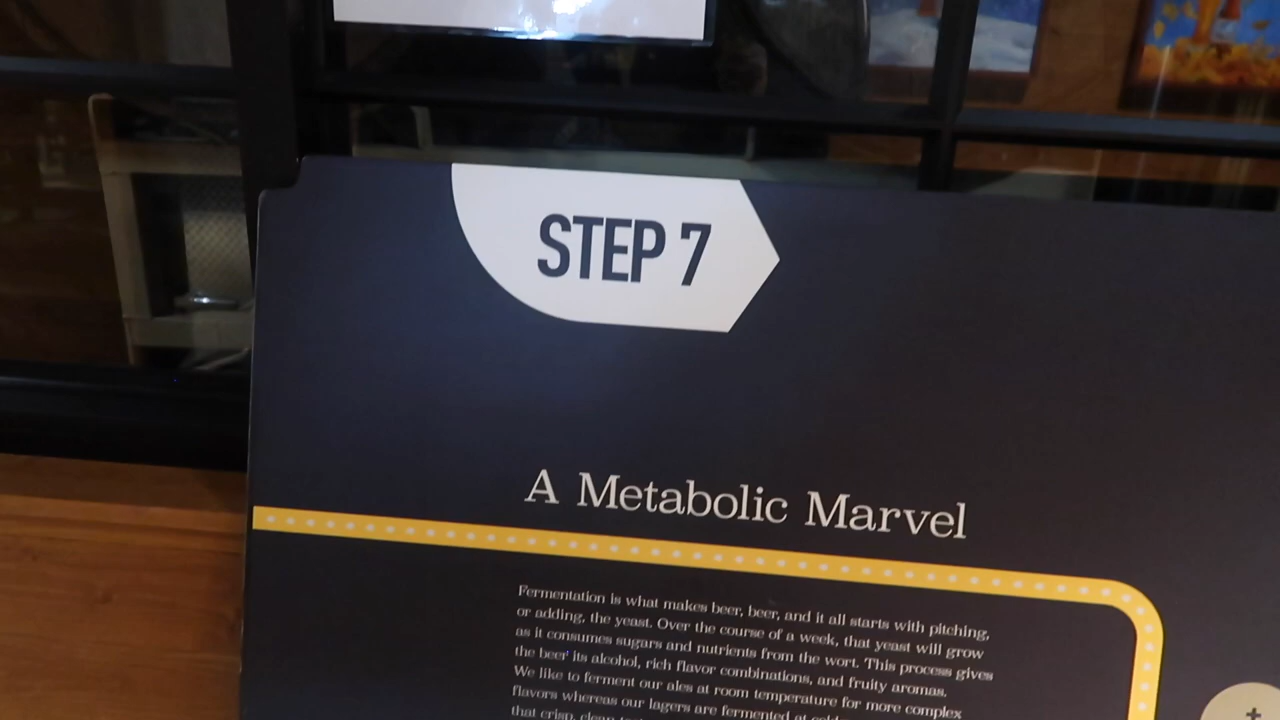 STEP 7
A Metabolic Marvel
Fermentation is what makes beer, beer, and it all starts with pitching,
or adding, the yeast. Over the course of a week, that yeast will grow
as it consumes sugars and nutrients from the wort. This process gives
the beer its alcohol, rich flavor combinations, and fruity aromas.
We like to ferment our ales at room temperature for more complex
flavors whereas our lagers are fermented at
that crisp, clean